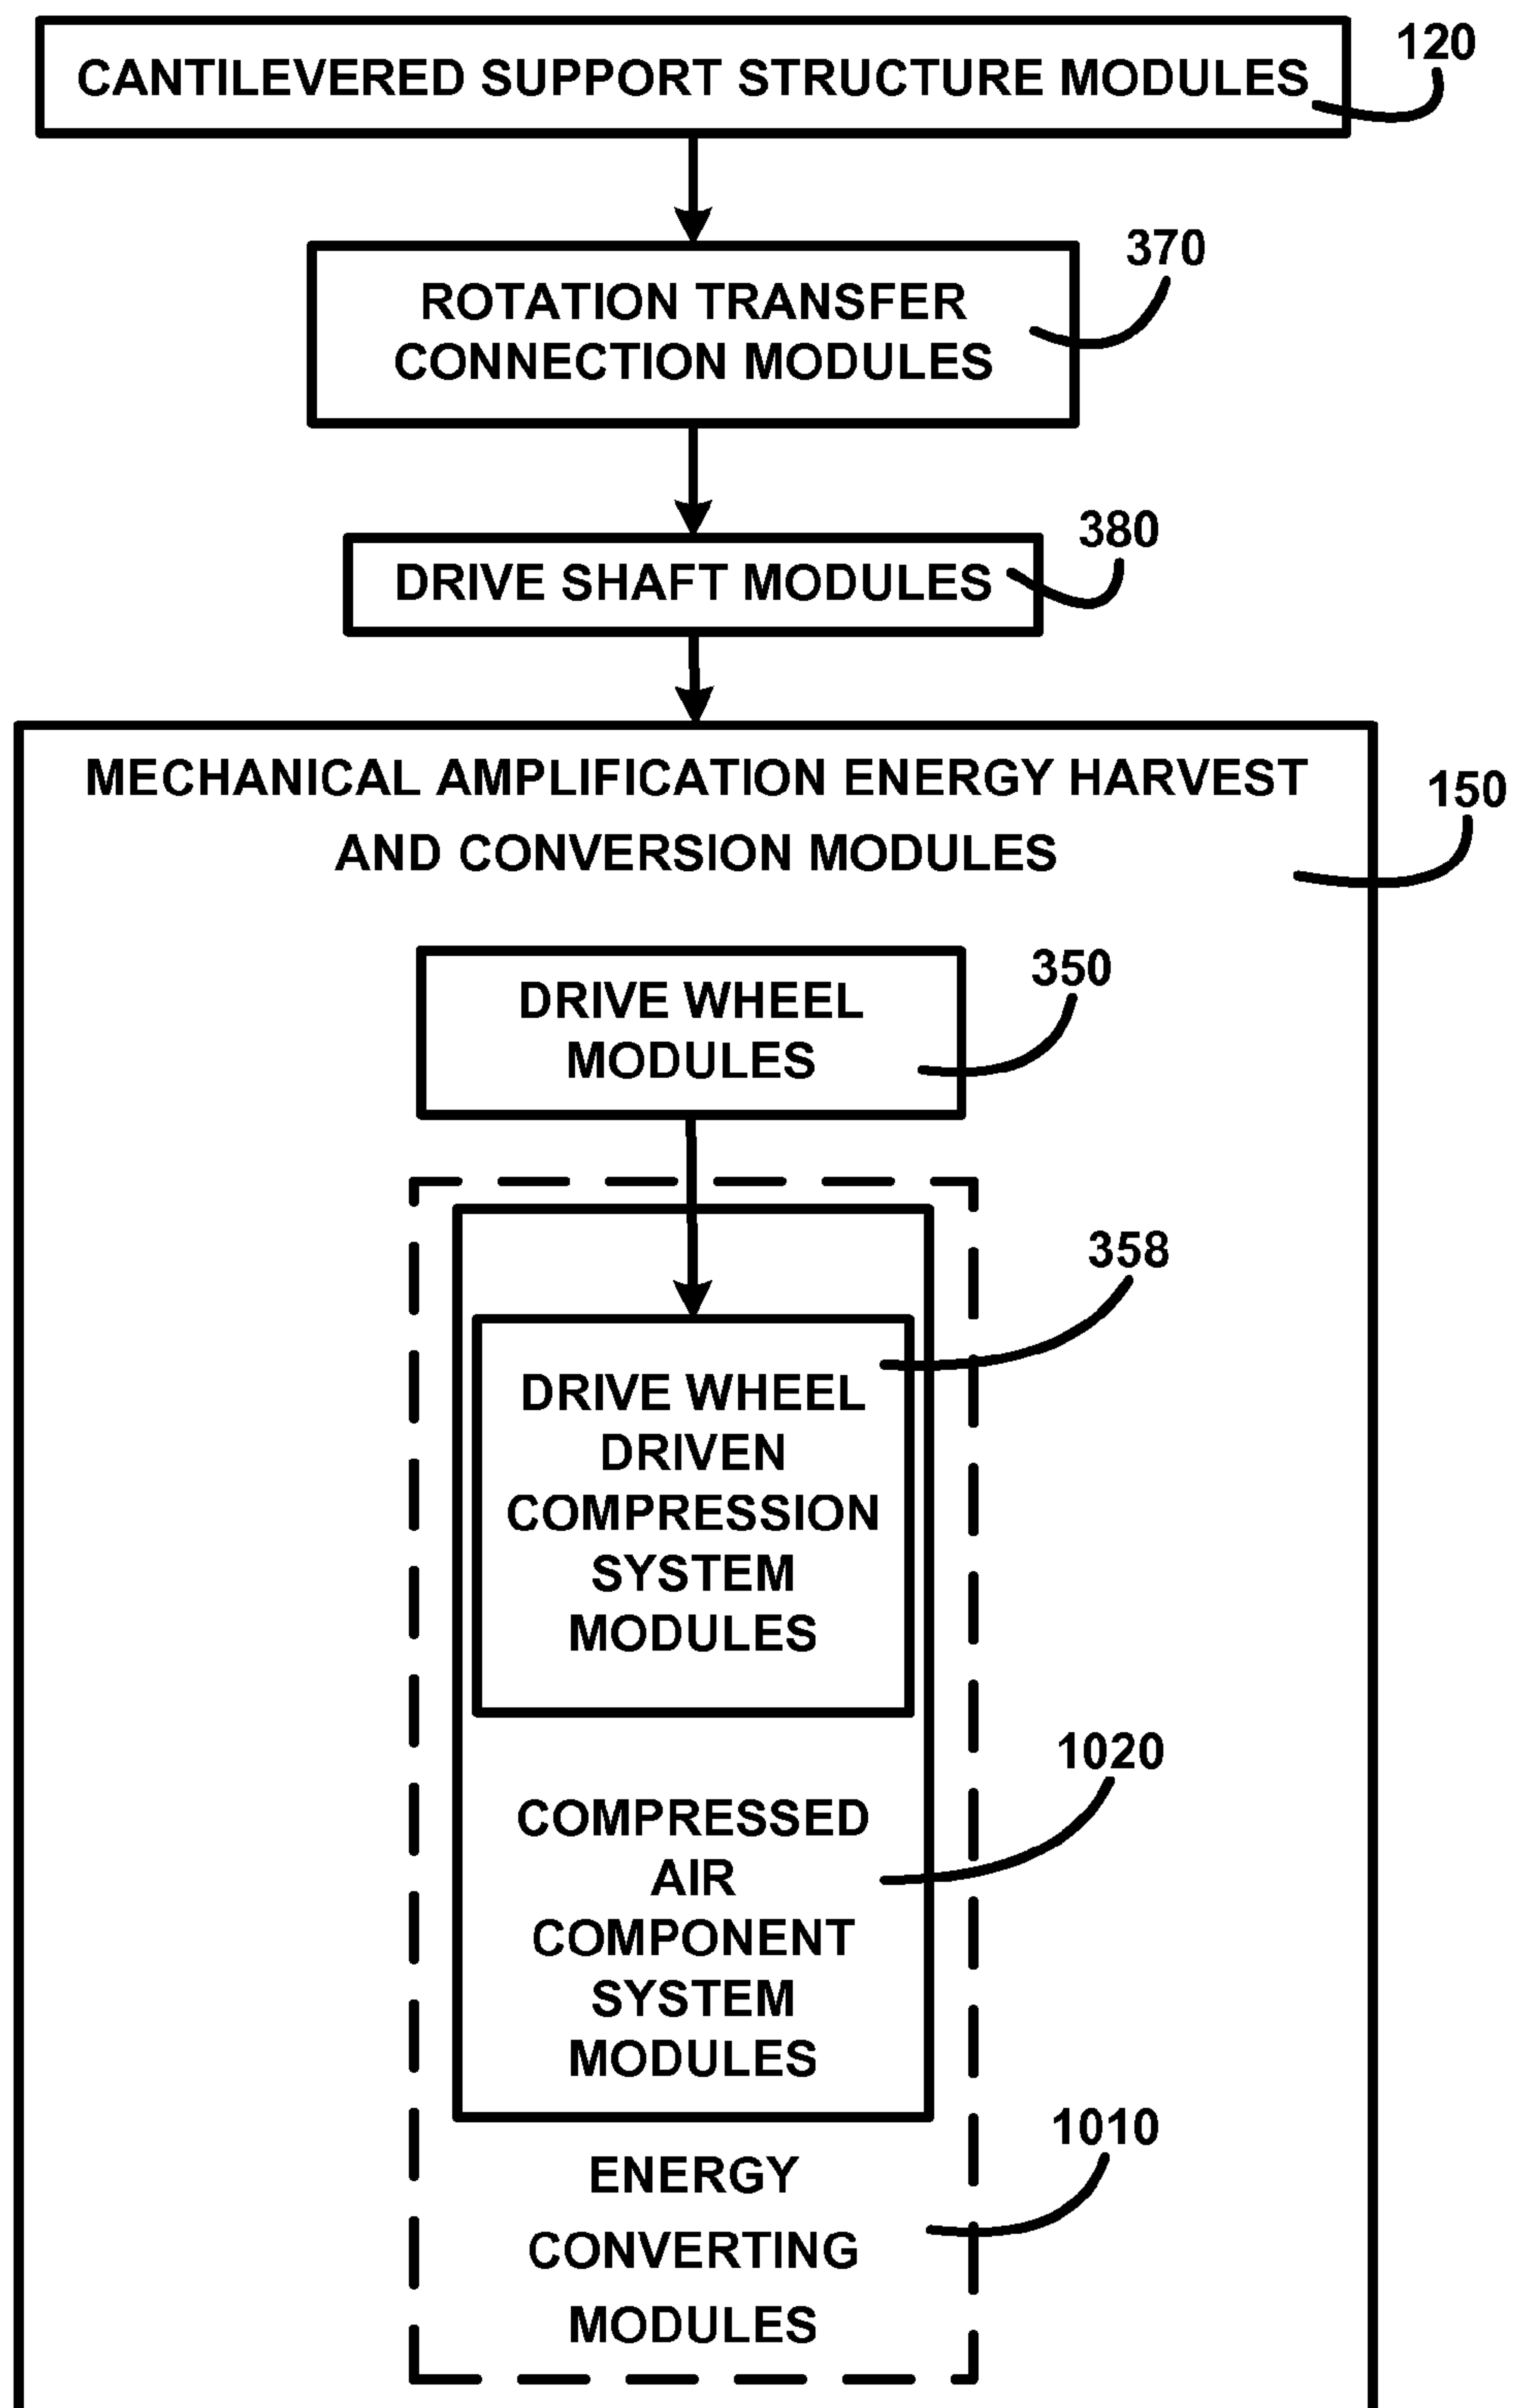 CANTILEVERED SUPPORT STRUCTURE MODULES
120
ROTATION TRANSFER
CONNECTION MODULES
370
DRIVE SHAFT MODULES
380
MECHANICAL AMPLIFICATION ENERGY HARVEST
AND CONVERSION MODULES
150
DRIVE WHEEL
MODULES
350
DRIVE WHEEL
DRIVEN
COMPRESSION
SYSTEM
MODULES
358
COMPRESSED
AIR
COMPONENT
SYSTEM
MODULES
1020
ENERGY
CONVERTING
MODULES
1010